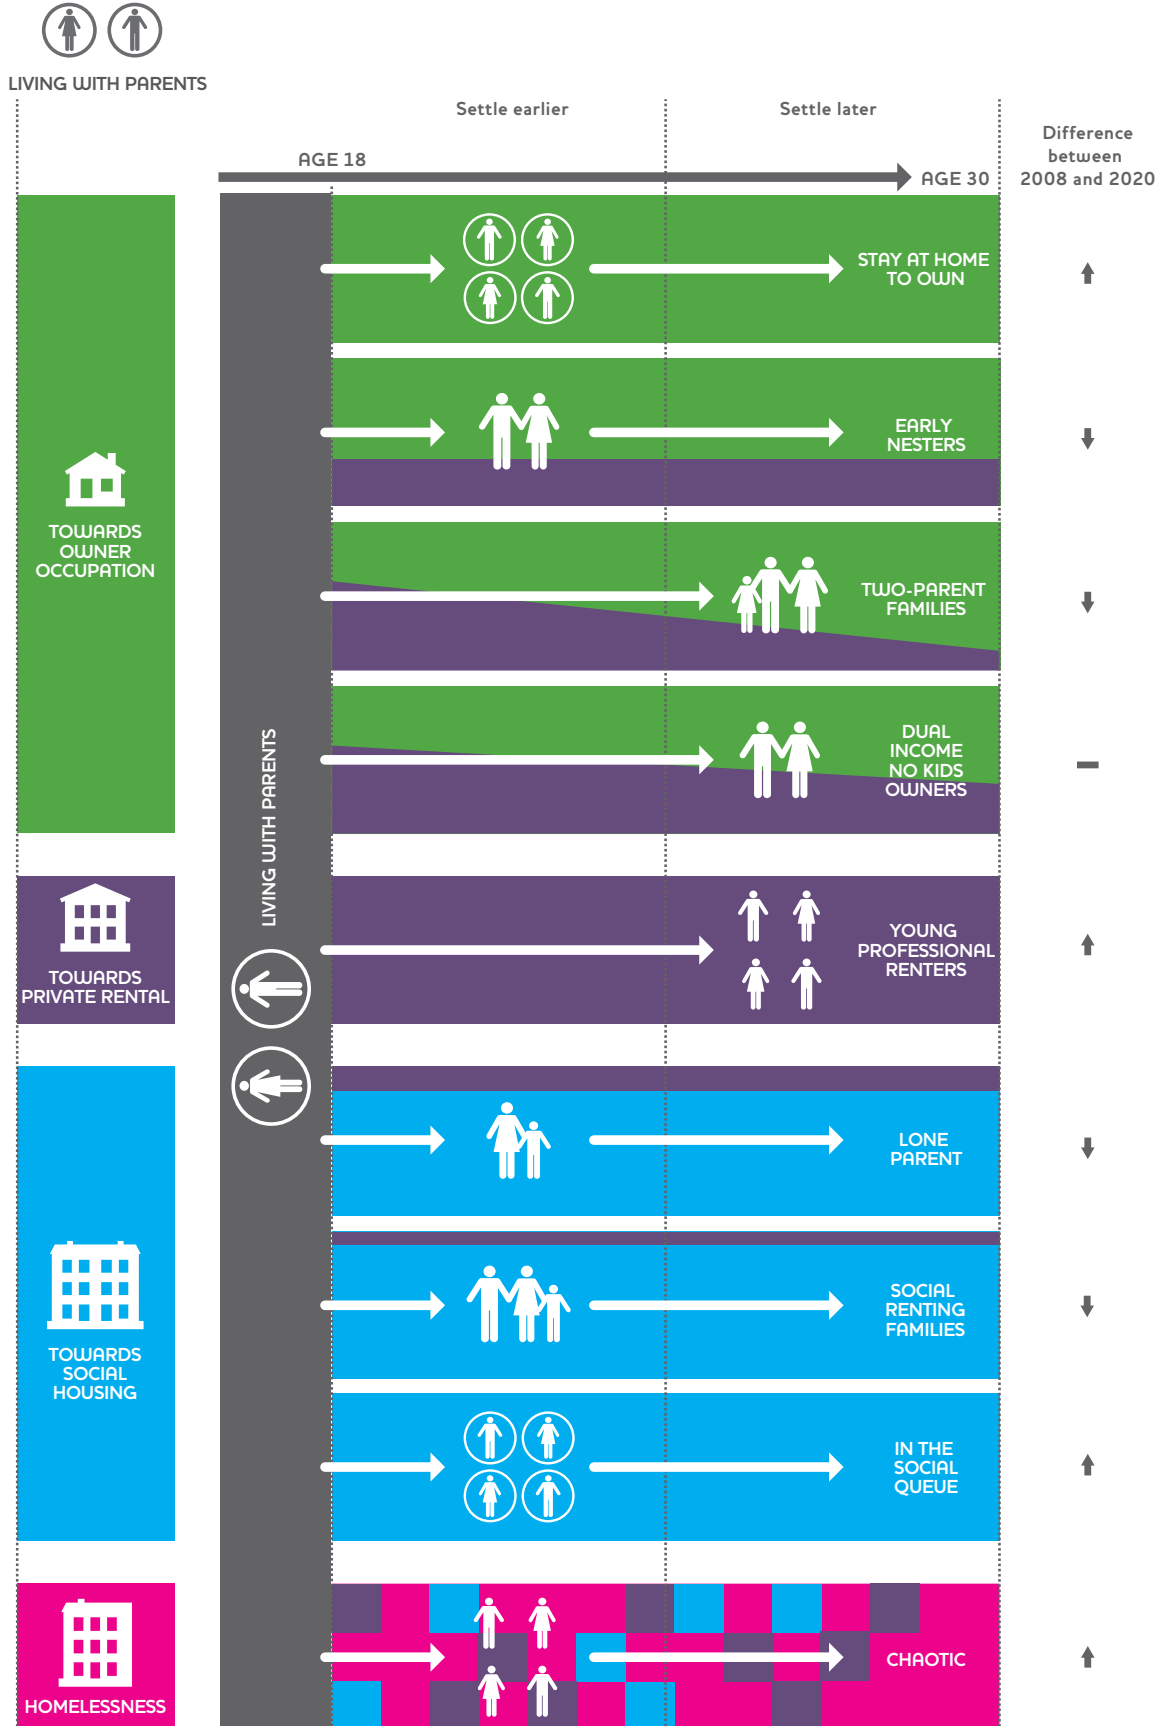 LIVING WITH PARENTS
Settle earlier
Settle later
Difference
between
2008 and 2020
AGE 18
AGE 30
TOWARDS
OWNER
OCCUPATION
LIVING WITH PARENTS
STAY AT HOME
TO OWN
EARLY
NESTERS
TWO-PARENT
FAMILIES
DUAL
INCOME
NO KIDS
OWNERS
TOWARDS
PRIVATE RENTAL
YOUNG
PROFESSIONAL
RENTERS
TOWARDS
SOCIAL
HOUSING
LONE
PARENT
SOCIAL
RENTING
FAMILIES
IN THE
SOCIAL
QUEUE
HOMELESSNESS
CHAOTIC